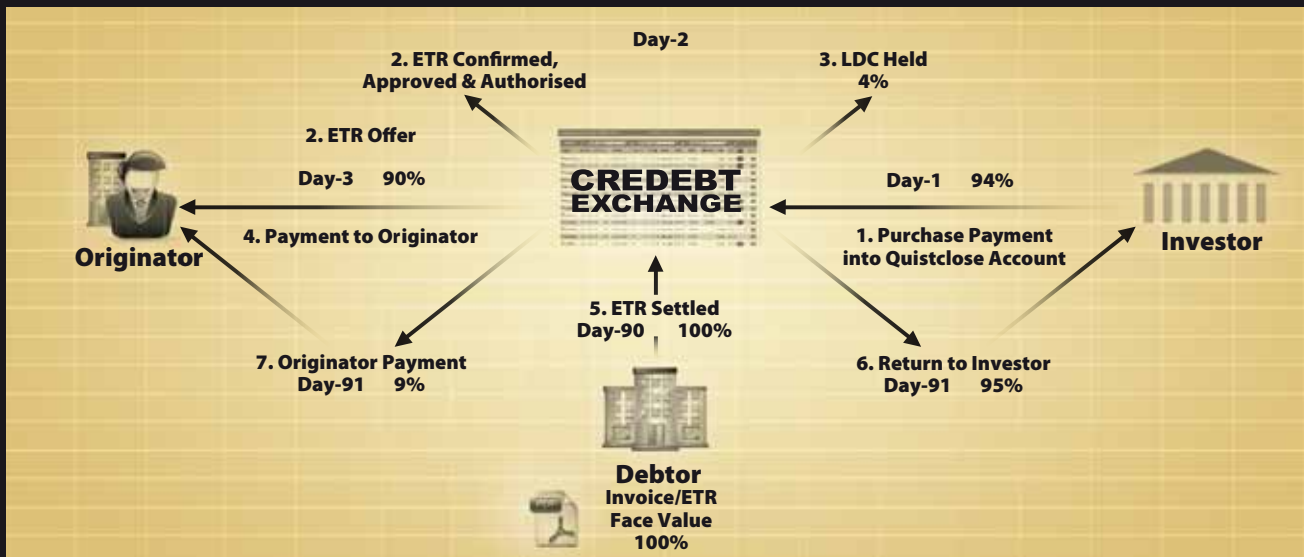 Day-2
2. ETR Confirmed,
Approved & Authorised
3. LDC Held
4%
2. ETR Offer
Day-3 90%
4. Payment to Originator
Originator
CREDEBT
EXCHANGE
Day-1 94%
1. Purchase Payment
into Quistclose Account
Investor
5. ETR Settled
Day-90 100%
7. Originator Payment
Day-91 9%
6. Return to Investor
Day-91 95%
Debtor
Invoice/ETR
Face Value
100%